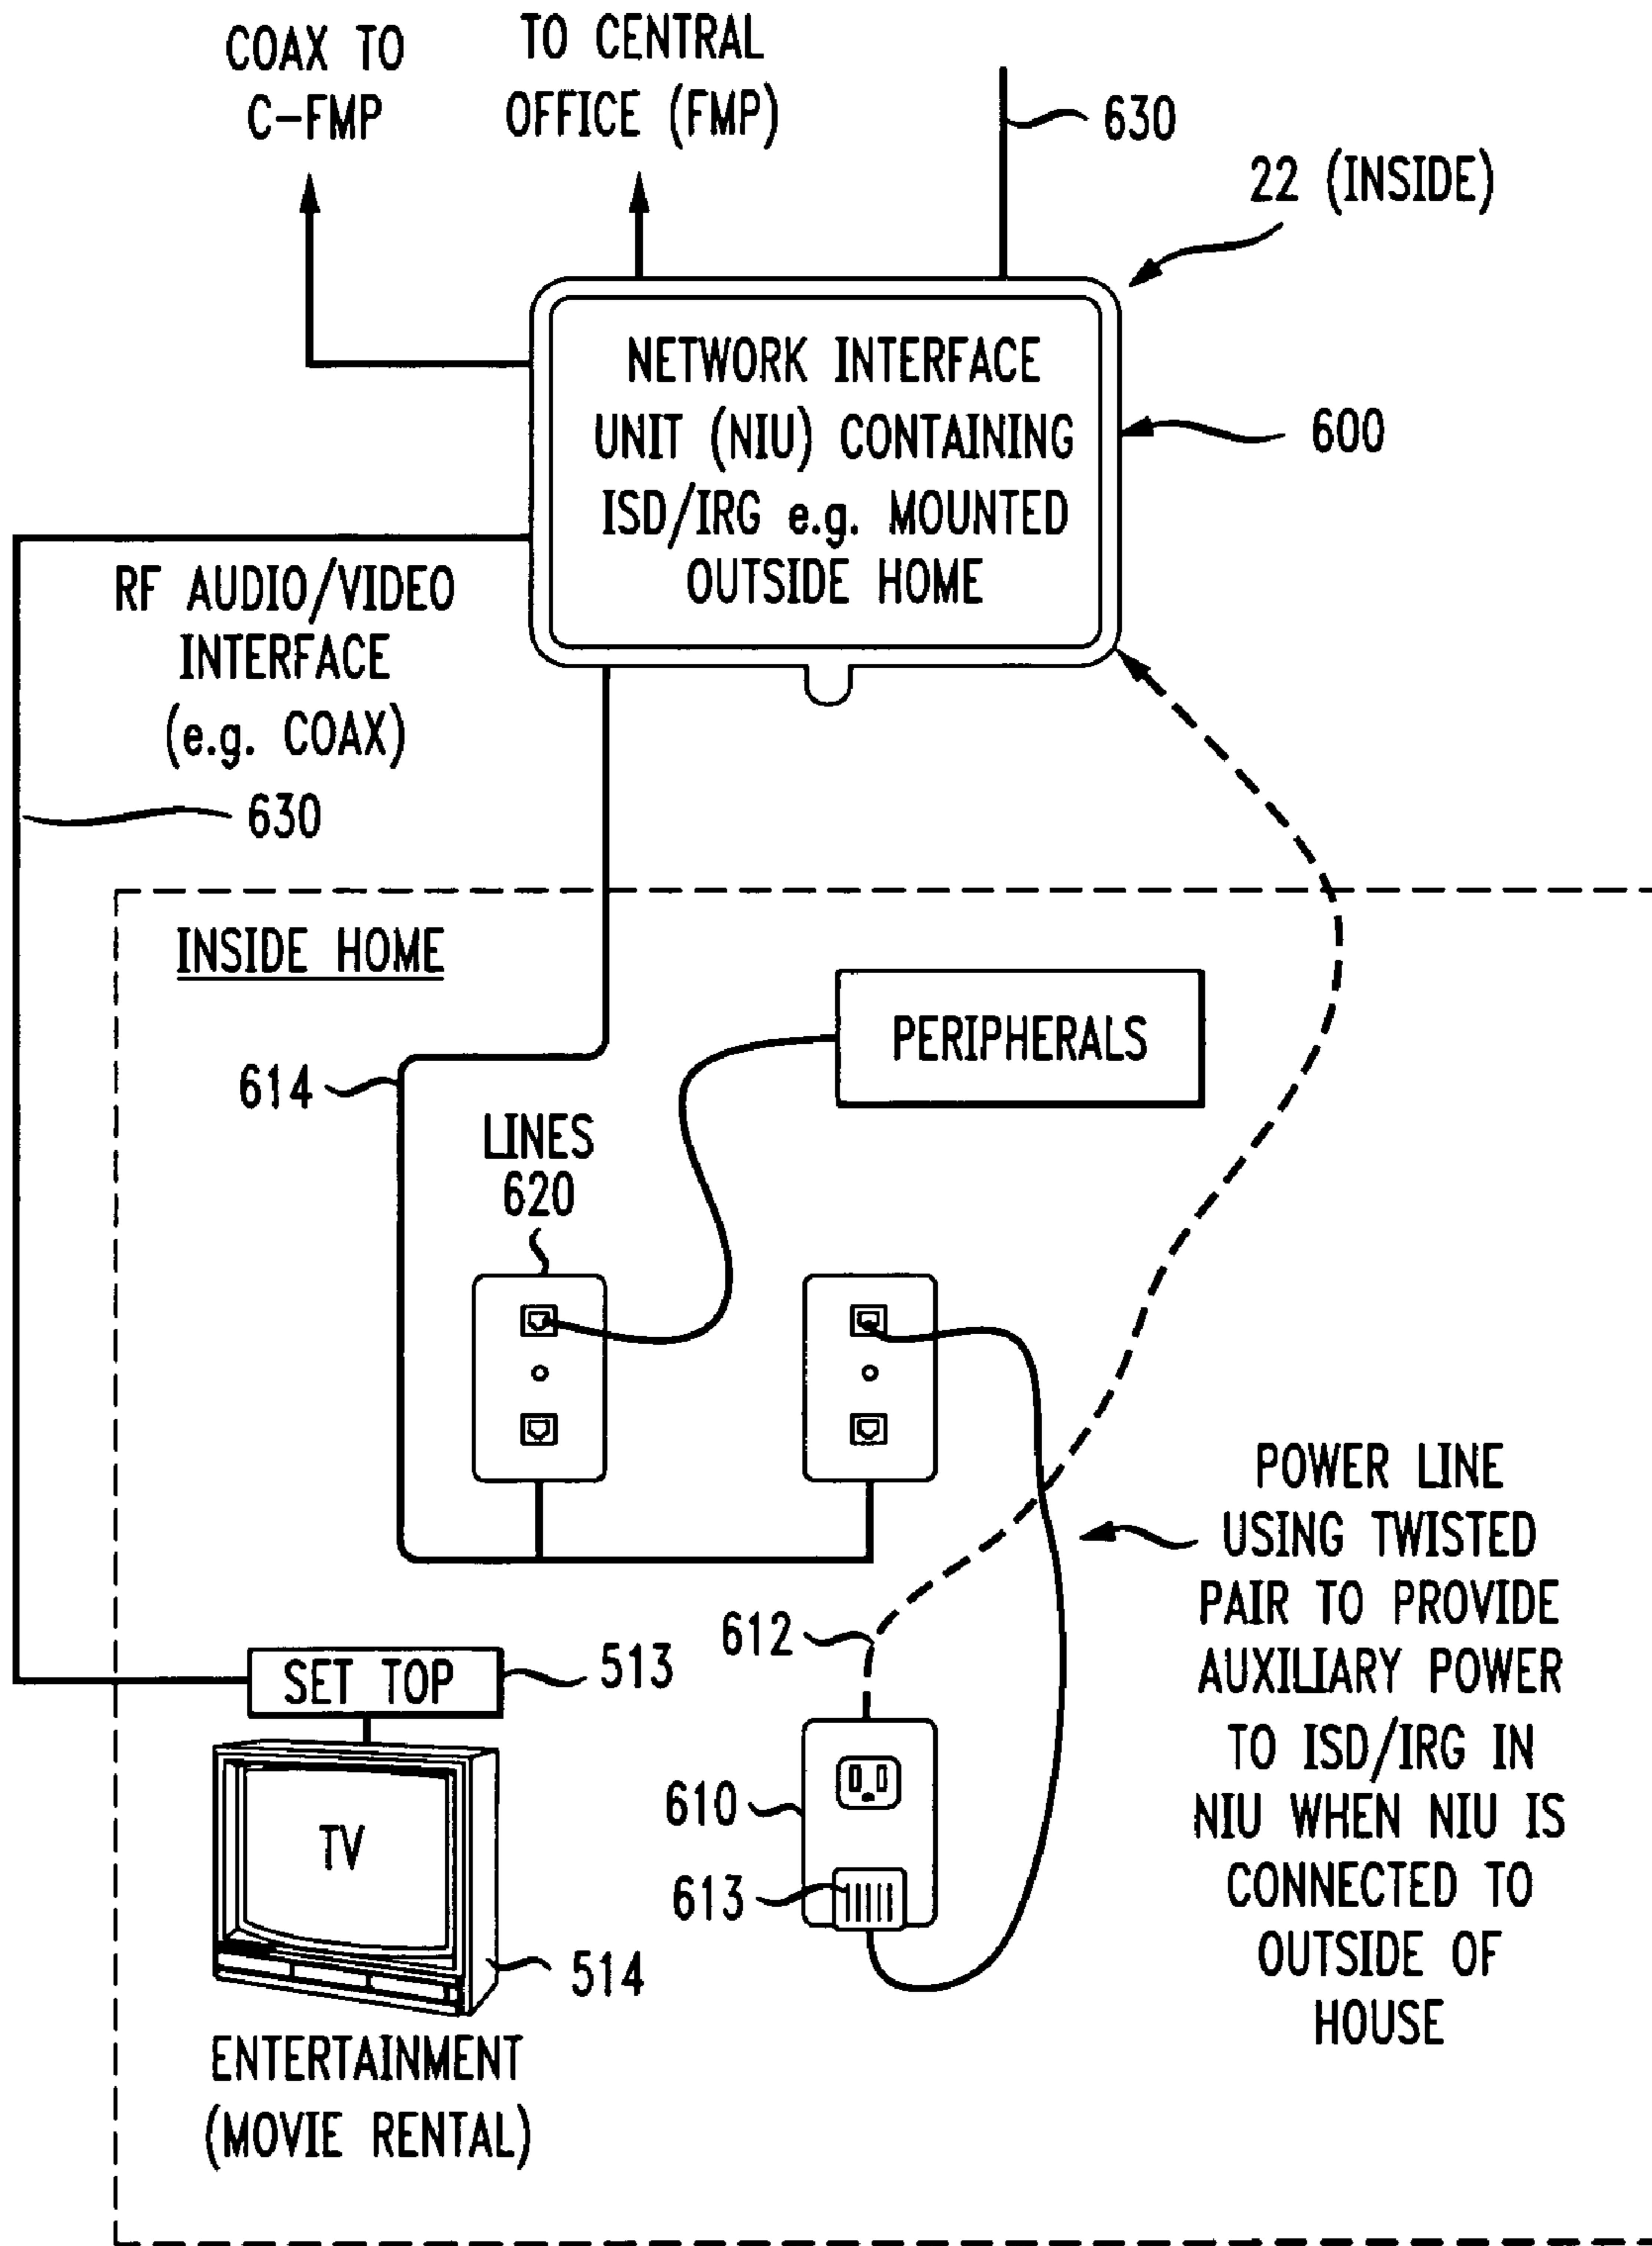 COAX TO
C-FMP
TO CENTRAL
OFFICE (FMP)
630
22 (INSIDE)
NETWORK INTERFACE
UNIT (NIU) CONTAINING
ISD/IRG e.g. MOUNTED
OUTSIDE HOME
600
RF AUDIO/VIDEO
INTERFACE
(e.g. COAX)
630
INSIDE HOME
PERIPHERALS
614
LINES
620
POWER LINE
USING TWISTED
PAIR TO PROVIDE
AUXILIARY POWER
TO ISD/IRG IN
NIU WHEN NIU IS
CONNECTED TO
OUTSIDE OF
HOUSE
612
SET TOP
513
610
TV
613
514
ENTERTAINMENT
(MOVIE RENTAL)